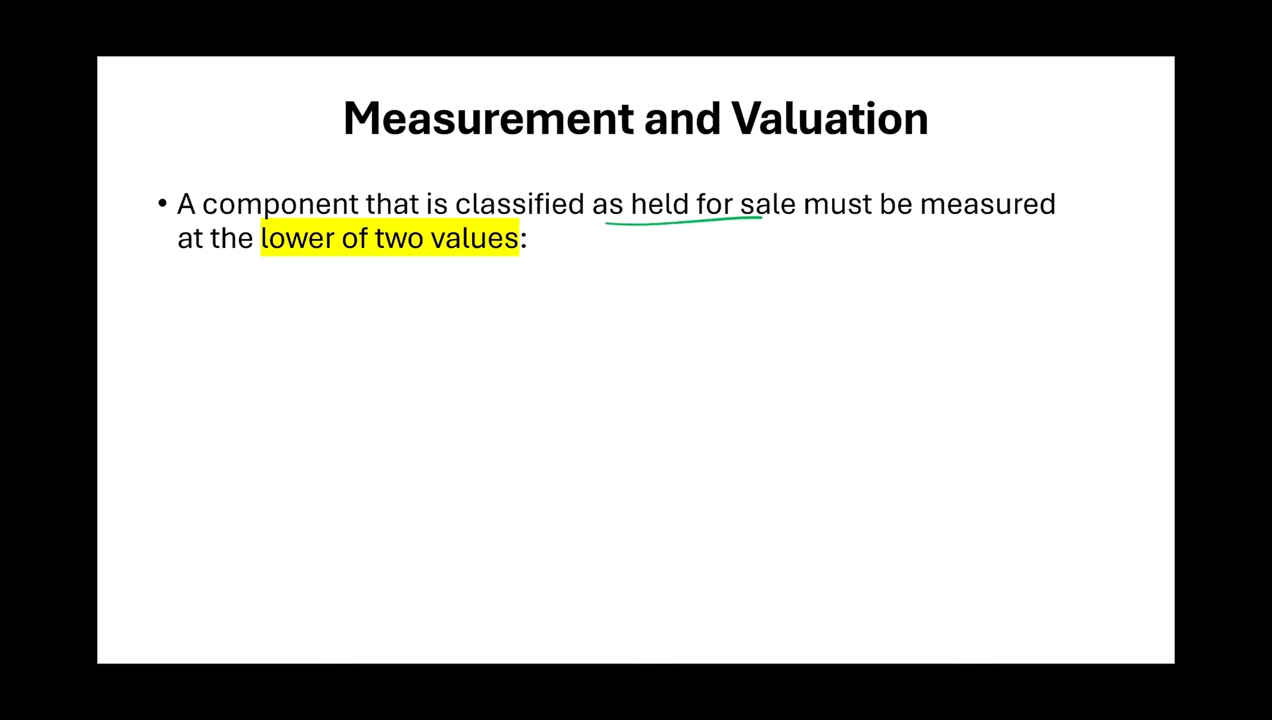 Measurement and Valuation
• A component that is classified as held for sale must be measured
at the lower of two values: